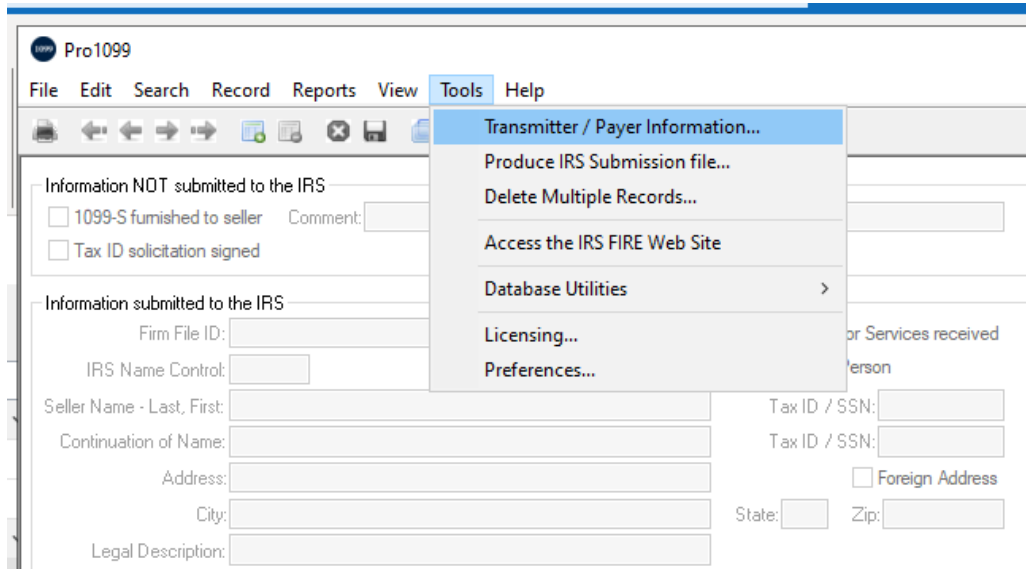 1099 Pro1099
File Edit Search Record Reports View Tools Help
Transmitter / Payer Information...
Produce IRS Submission file...
Delete Multiple Records...
Access the IRS FIRE Web Site
Database Utilities
Licensing...
Preferences...
Information NOT submitted to the IRS
1099-S furnished to seller Comment:
Tax ID solicitation signed
Information submitted to the IRS
Firm File ID: or Services received
IRS Name Control:
Seller Name - Last, First: Tax ID / SSN:
Continuation of Name: Tax ID / SSN:
Address: Foreign Address
City: State: Zip:
Legal Description: